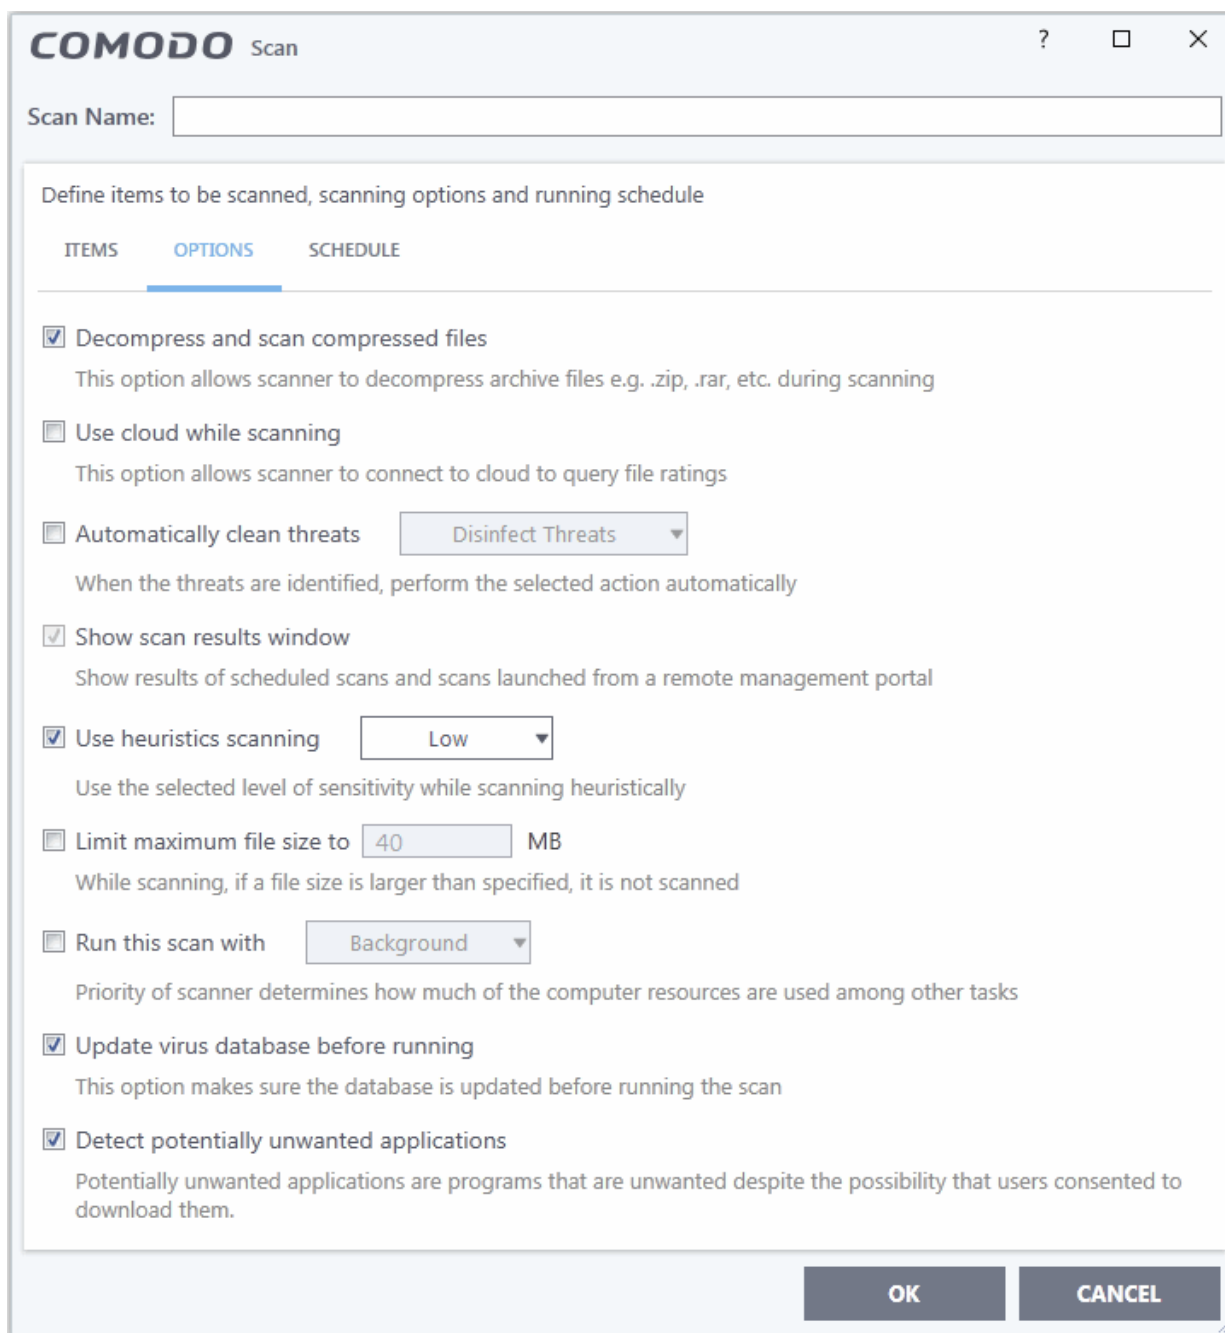 COMODO Scan ?
Scan Name:
Define items to be scanned, scanning options and running schedule
ITEMS OPTIONS SCHEDULE
Decompress and scan compressed files
This option allows scanner to decompress archive files e.g. .zip, .rar, etc. during scanning
Use cloud while scanning
This option allows scanner to connect to cloud to query file ratings
Automatically clean threats Disinfect Threats
When the threats are identified, perform the selected action automatically
Show scan results window
Show results of scheduled scans and scans launched from a remote management portal
Use heuristics scanning Low
Use the selected level of sensitivity while scanning heuristically
Limit maximum file size to 40 MB
While scanning, if a file size is larger than specified, it is not scanned
Run this scan with Background
Priority of scanner determines how much of the computer resources are used among other tasks
Update virus database before running
This option makes sure the database is updated before running the scan
Detect potentially unwanted applications
Potentially unwanted applications are programs that are unwanted despite the possibility that users consented to
download them.
OK CANCEL